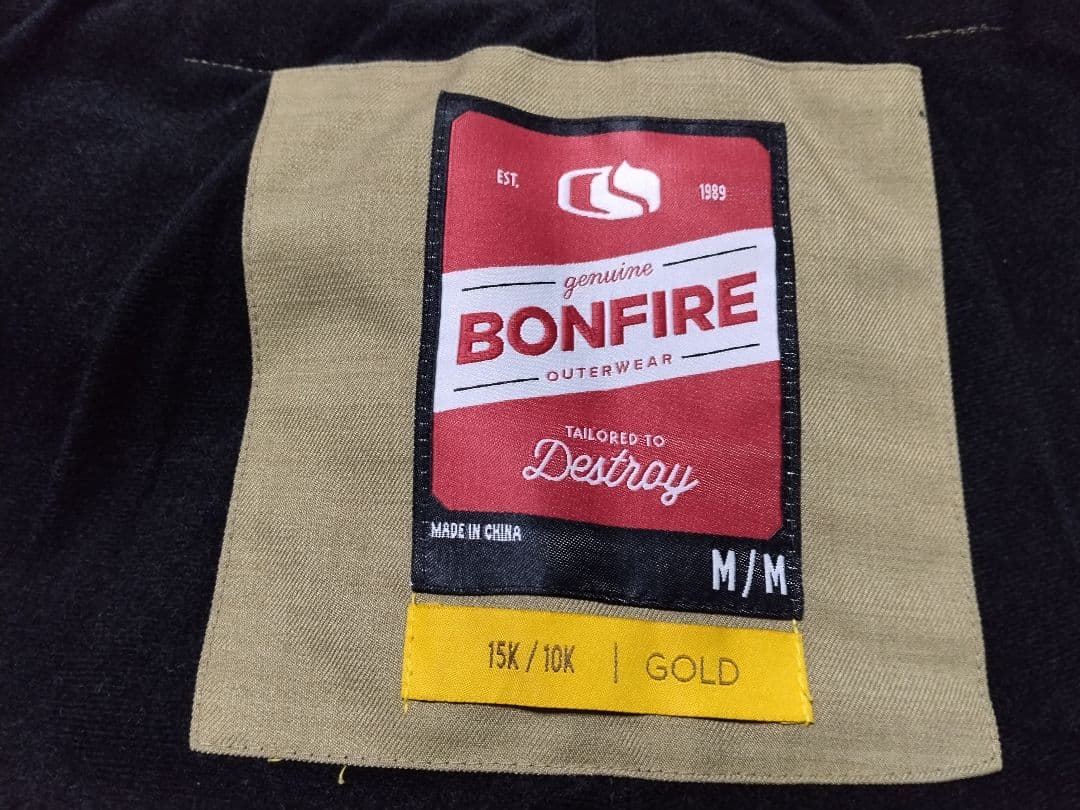 EST. 1989
genuine
BONFIRE
OUTERWEAR
TAILORED TO
Destroy
MADE IN CHINA
M/M
15K / 10K | GOLD